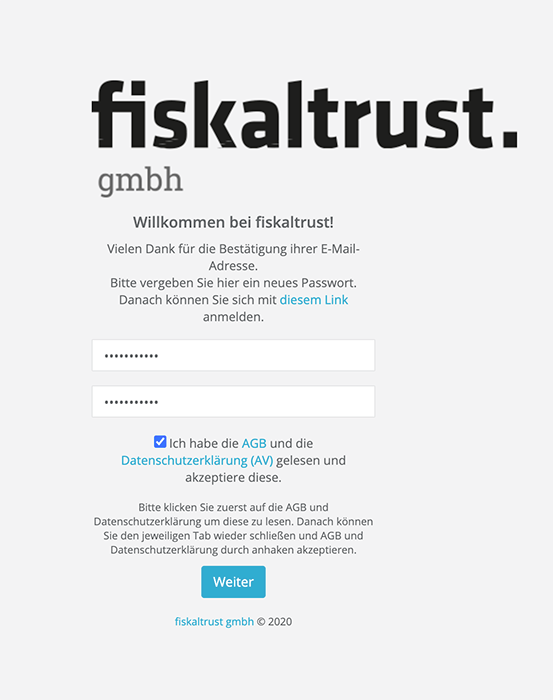 fiskaltrust.
gmbh
Willkommen bei fiskaltrust!
Vielen Dank für die Bestätigung ihrer E-Mail-
Adresse.
Bitte vergeben Sie hier ein neues Passwort.
Danach können Sie sich mit diesem Link
anmelden.
•••••••••••
•••••••••••
Ich habe die AGB und die
Datenschutzerklärung (AV) gelesen und
akzeptiere diese.
Bitte klicken Sie zuerst auf die AGB und
Datenschutzerklärung um diese zu lesen. Danach können
Sie den jeweiligen Tab wieder schließen und AGB und
Datenschutzerklärung durch anhaken akzeptieren.
Weiter
fiskaltrust gmbh © 2020